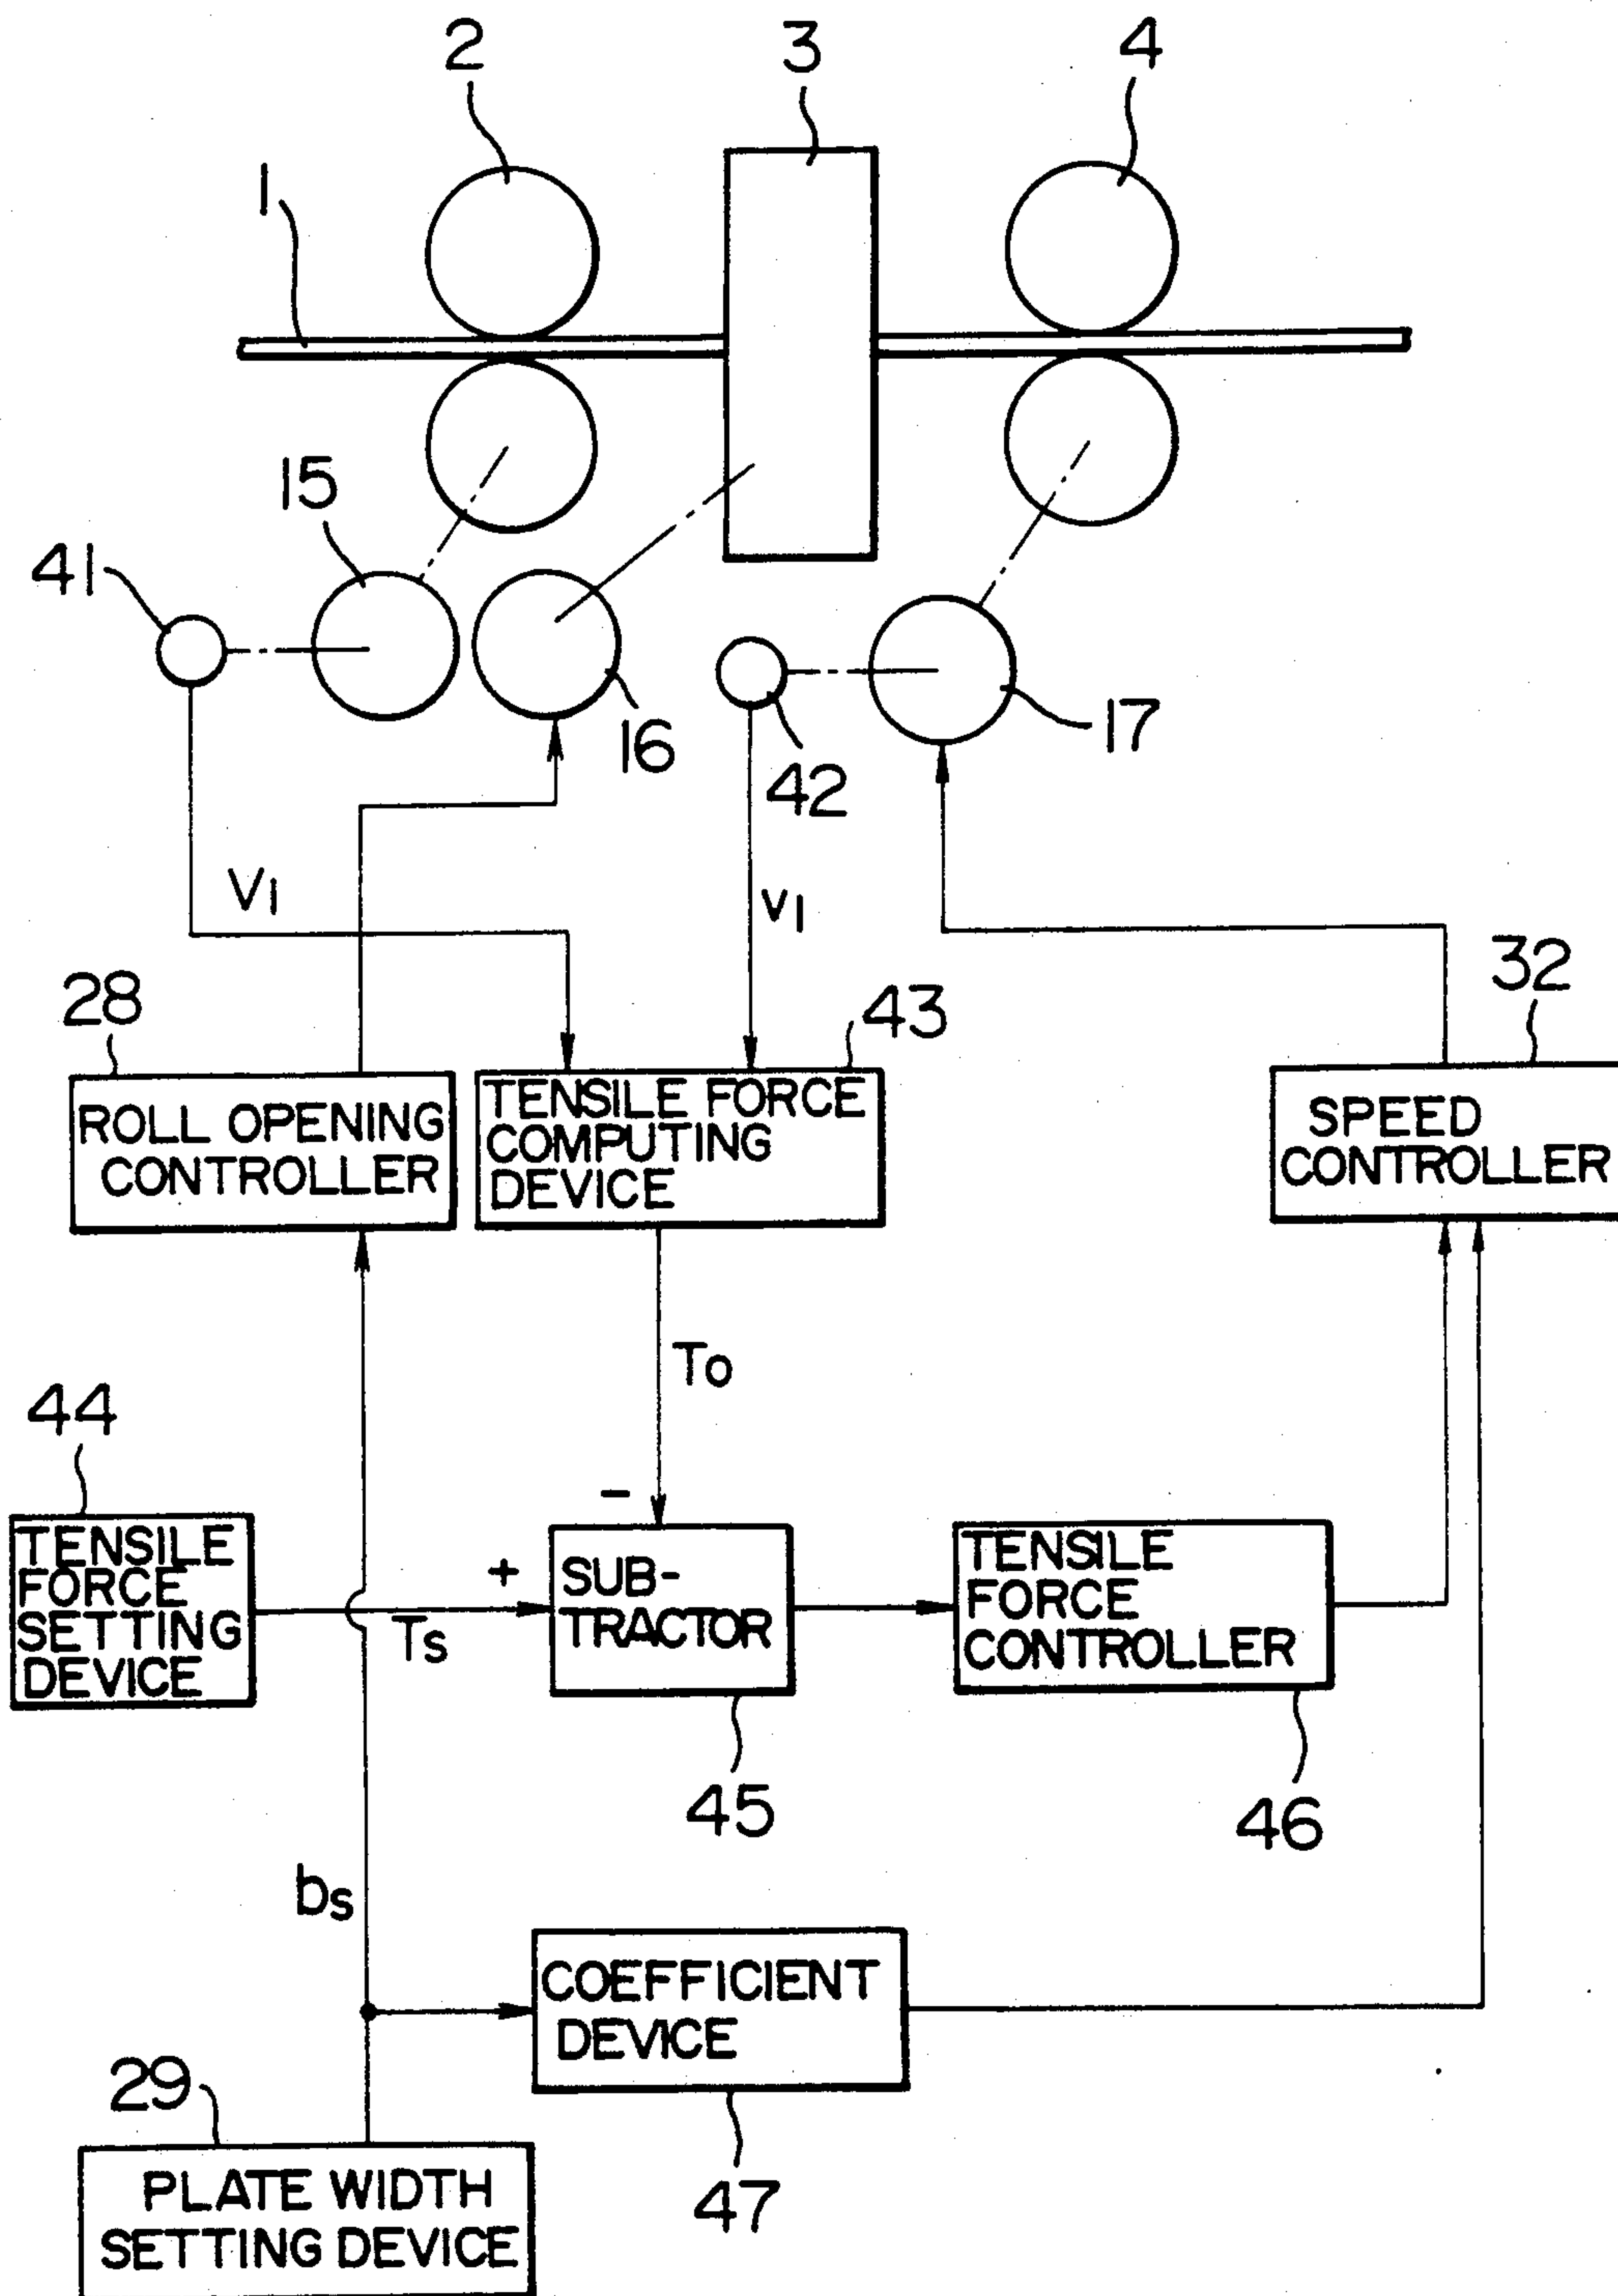 2
3
4
1
15
41
16
42
17
V1
v1
28
43
32
ROLL OPENING
CONTROLLER
TENSILE FORCE
COMPUTING
DEVICE
SPEED
CONTROLLER
To
44
-
TENSILE
FORCE
SETTING
DEVICE
+
Ts
SUB-
TRACTOR
TENSILE
FORCE
CONTROLLER
45
46
bs
COEFFICIENT
DEVICE
29
47
PLATE WIDTH
SETTING DEVICE